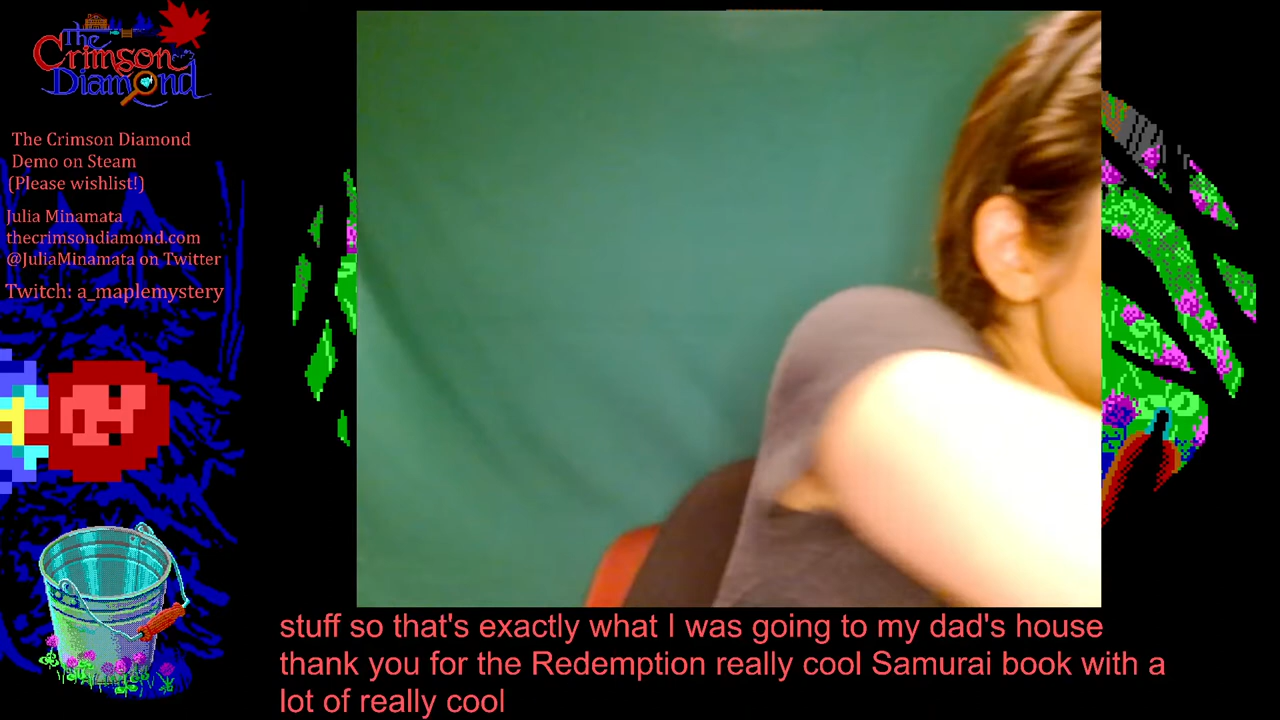 The
Crimson
Diamond
The Crimson Diamond
Demo on Steam
(Please wishlist!)
Julia Minamata
thecrimsondiamond.com
@JuliaMinamata on Twitter
Twitch: a_maplemystery
stuff so that's exactly what I was going to my dad's house
thank you for the Redemption really cool Samurai book with a
lot of really cool